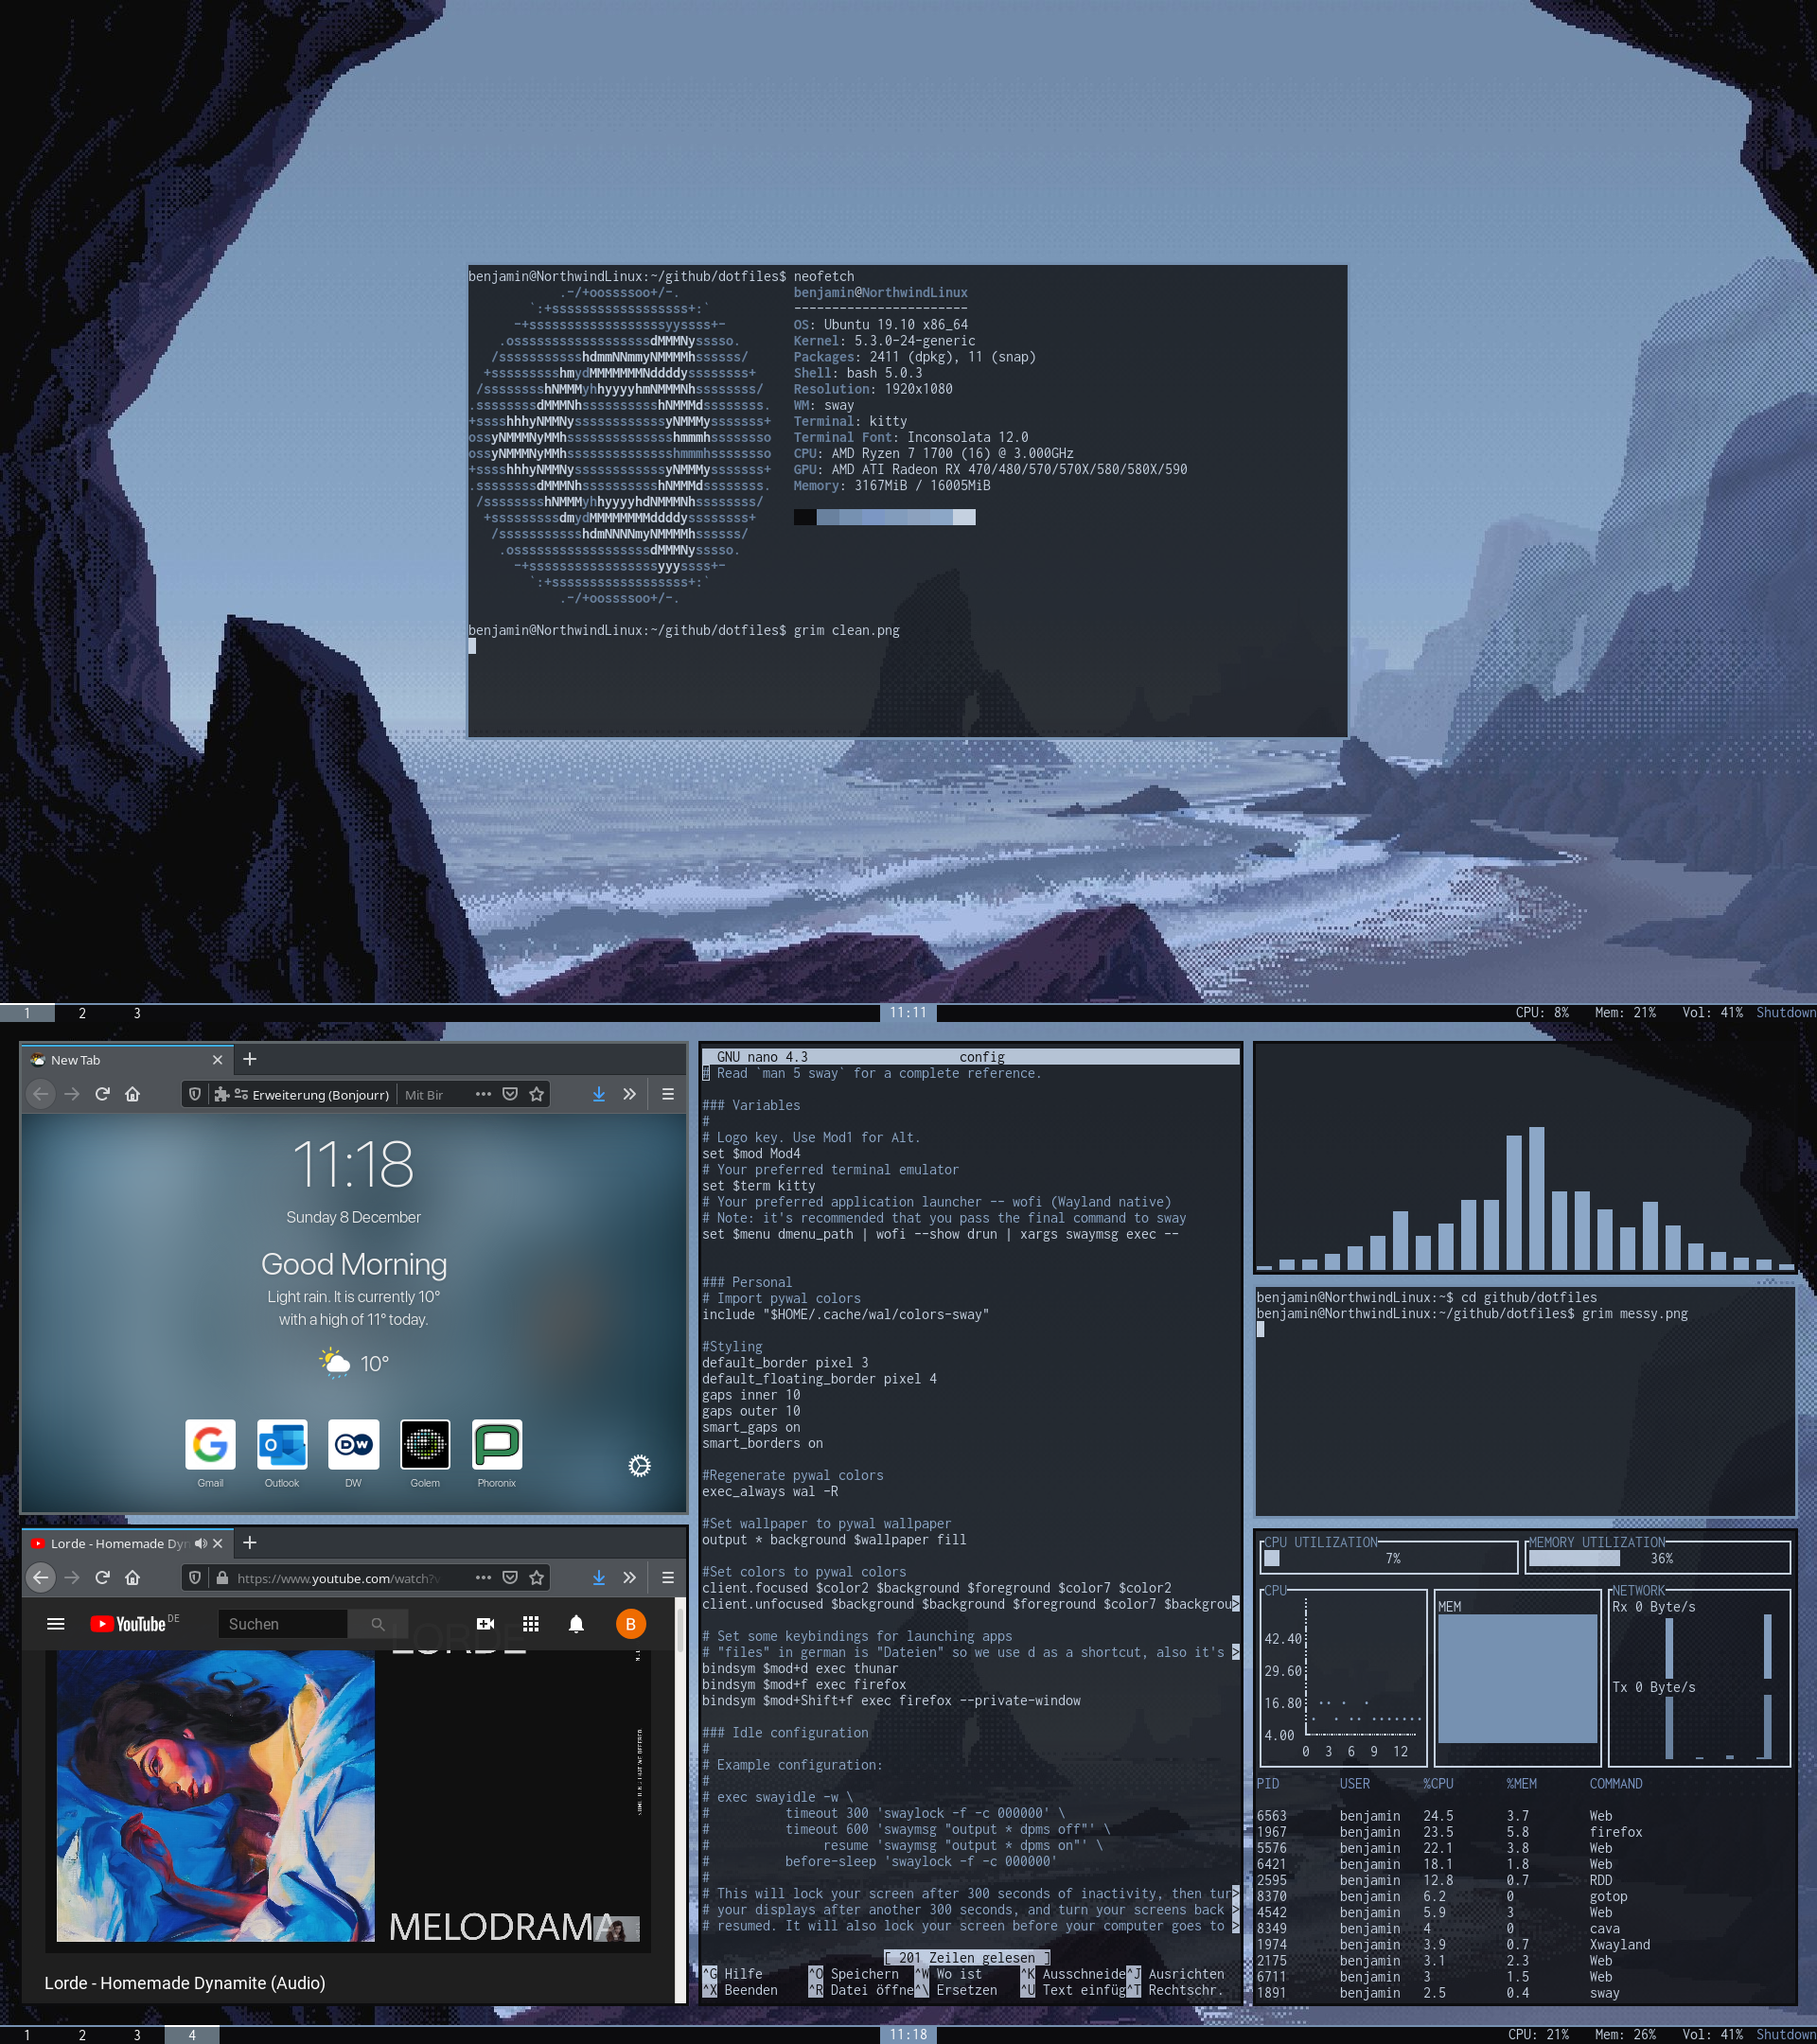 benjamin@NorthwindLinux:~/github/dotfiles$ neofetch
.-/+oossssoo+/-.
`:+ssssssssssssssssss+:`
-+ssssssssssssssssssyyssss+-
.ossssssssssssssssssdMMMNysssso.
/ssssssssssshdmmNNmmyNMMMMhssssss/
+ssssssssshmydMMMMMMMNddddyssssssss+
/sssssssshNMMMyhhyyyyhmNMMMNhssssssss/
.ssssssssdMMMNhsssssssssshNMMMdssssssss.
+sssshhhyNMMNyssssssssssssyNMMMysssssss+
ossyNMMMNyMMhsssssssssssssshmmmhssssssso
ossyNMMMNyMMhsssssssssssssshmmmhssssssso
+sssshhhyNMMNyssssssssssssyNMMMysssssss+
.ssssssssdMMMNhsssssssssshNMMMdssssssss.
/sssssssshNMMMyhhyyyyhdNMMMNhssssssss/
+sssssssssdmydMMMMMMMMddddyssssssss+
/ssssssssssshdmNNNNmyNMMMMhssssss/
.ossssssssssssssssssdMMMNysssso.
-+sssssssssssssssssyyyssss+-
`:+ssssssssssssssssss+:`
.-/+oossssoo+/-.
benjamin@NorthwindLinux
-----------------------
OS: Ubuntu 19.10 x86_64
Kernel: 5.3.0-24-generic
Packages: 2411 (dpkg), 11 (snap)
Shell: bash 5.0.3
Resolution: 1920x1080
WM: sway
Terminal: kitty
Terminal Font: Inconsolata 12.0
CPU: AMD Ryzen 7 1700 (16) @ 3.000GHz
GPU: AMD ATI Radeon RX 470/480/570/570X/580/580X/590
Memory: 3167MiB / 16005MiB
benjamin@NorthwindLinux:~/github/dotfiles$ grim clean.png
1 2 3 11:11 CPU: 8% Mem: 21% Vol: 41% Shutdown
New Tab
Erweiterung (Bonjourr) Mit Bir
11:18
Sunday 8 December
Good Morning
Light rain. It is currently 10°
with a high of 11° today.
10°
Gmail Outlook DW Golem Phoronix
Lorde - Homemade Dyn
https://www.youtube.com/watch?v
YouTube DE Suchen B
LORDE
MELODRAMA
Lorde - Homemade Dynamite (Audio)
GNU nano 4.3 config
# Read `man 5 sway` for a complete reference.
### Variables
#
# Logo key. Use Mod1 for Alt.
set $mod Mod4
# Your preferred terminal emulator
set $term kitty
# Your preferred application launcher -- wofi (Wayland native)
# Note: it's recommended that you pass the final command to sway
set $menu dmenu_path | wofi --show drun | xargs swaymsg exec --
### Personal
# Import pywal colors
include "$HOME/.cache/wal/colors-sway"
#Styling
default_border pixel 3
default_floating_border pixel 4
gaps inner 10
gaps outer 10
smart_gaps on
smart_borders on
#Regenerate pywal colors
exec_always wal -R
#Set wallpaper to pywal wallpaper
output * background $wallpaper fill
#Set colors to pywal colors
client.focused $color2 $background $foreground $color7 $color2
client.unfocused $background $background $foreground $color7 $backgrou>
# Set some keybindings for launching apps
# "files" in german is "Dateien" so we use d as a shortcut, also it's >
bindsym $mod+d exec thunar
bindsym $mod+f exec firefox
bindsym $mod+Shift+f exec firefox --private-window
### Idle configuration
#
# Example configuration:
#
# exec swayidle -w \
#          timeout 300 'swaylock -f -c 000000' \
#          timeout 600 'swaymsg "output * dpms off"' \
#               resume 'swaymsg "output * dpms on"' \
#          before-sleep 'swaylock -f -c 000000'
#
# This will lock your screen after 300 seconds of inactivity, then tur>
# your displays after another 300 seconds, and turn your screens back >
# resumed. It will also lock your screen before your computer goes to >
[ 201 Zeilen gelesen ]
^G Hilfe ^O Speichern ^W Wo ist ^K Ausschneide ^J Ausrichten
^X Beenden ^R Datei öffne ^\ Ersetzen ^U Text einfüg ^T Rechtschr.
benjamin@NorthwindLinux:~$ cd github/dotfiles
benjamin@NorthwindLinux:~/github/dotfiles$ grim messy.png
CPU UTILIZATION MEMORY UTILIZATION
7% 36%
CPU MEM NETWORK
Rx 0 Byte/s
42.40
29.60
Tx 0 Byte/s
16.80
4.00
0 3 6 9 12
PID USER %CPU %MEM COMMAND
6563 benjamin 24.5 3.7 Web
1967 benjamin 23.5 5.8 firefox
5576 benjamin 22.1 3.8 Web
6421 benjamin 18.1 1.8 Web
2595 benjamin 12.8 0.7 RDD
8370 benjamin 6.2 0 gotop
4542 benjamin 5.9 3 Web
8349 benjamin 4 0 cava
1974 benjamin 3.9 0.7 Xwayland
2175 benjamin 3.1 2.3 Web
6711 benjamin 3 1.5 Web
1891 benjamin 2.5 0.4 sway
1 2 3 4 11:18 CPU: 21% Mem: 26% Vol: 41% Shutdown